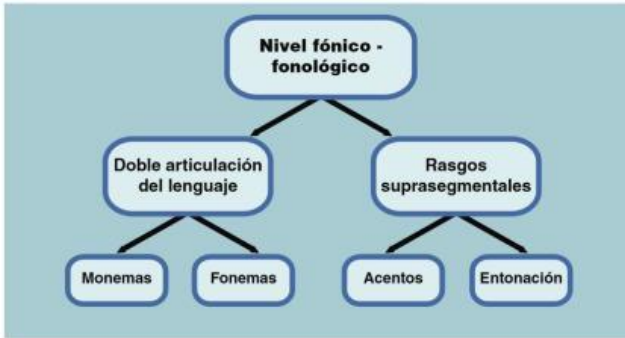 Nivel fónico -
fonológico
Doble articulación
del lenguaje
Rasgos
suprasegmentales
Monemas
Fonemas
Acentos
Entonación